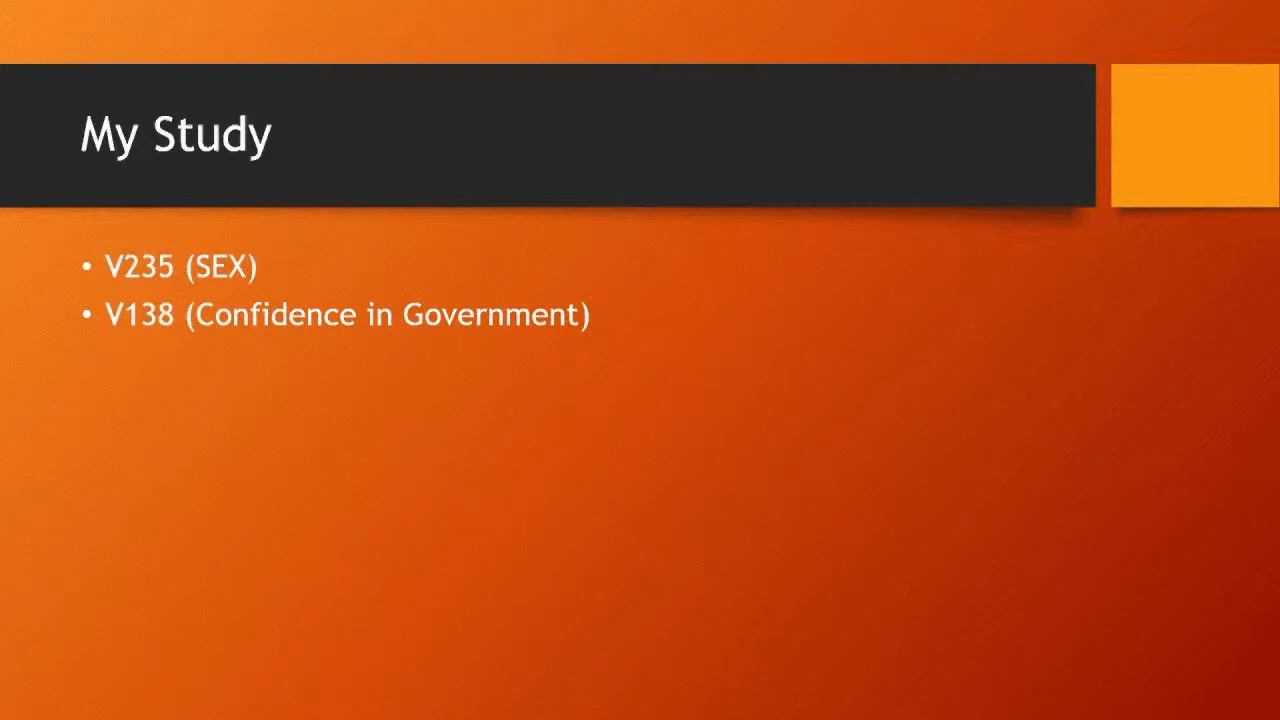 My Study
• V235 (SEX)
• V138 (Confidence in Government)